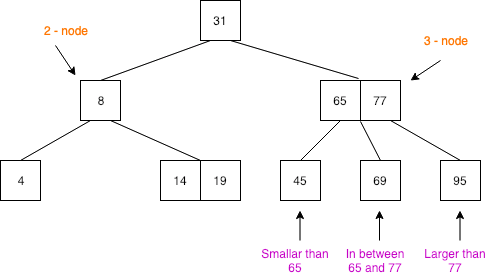 31
2 - node
3 - node
8
65 77
4
14 19
45
69
95
Smallar than
65
In between
65 and 77
Larger than
77